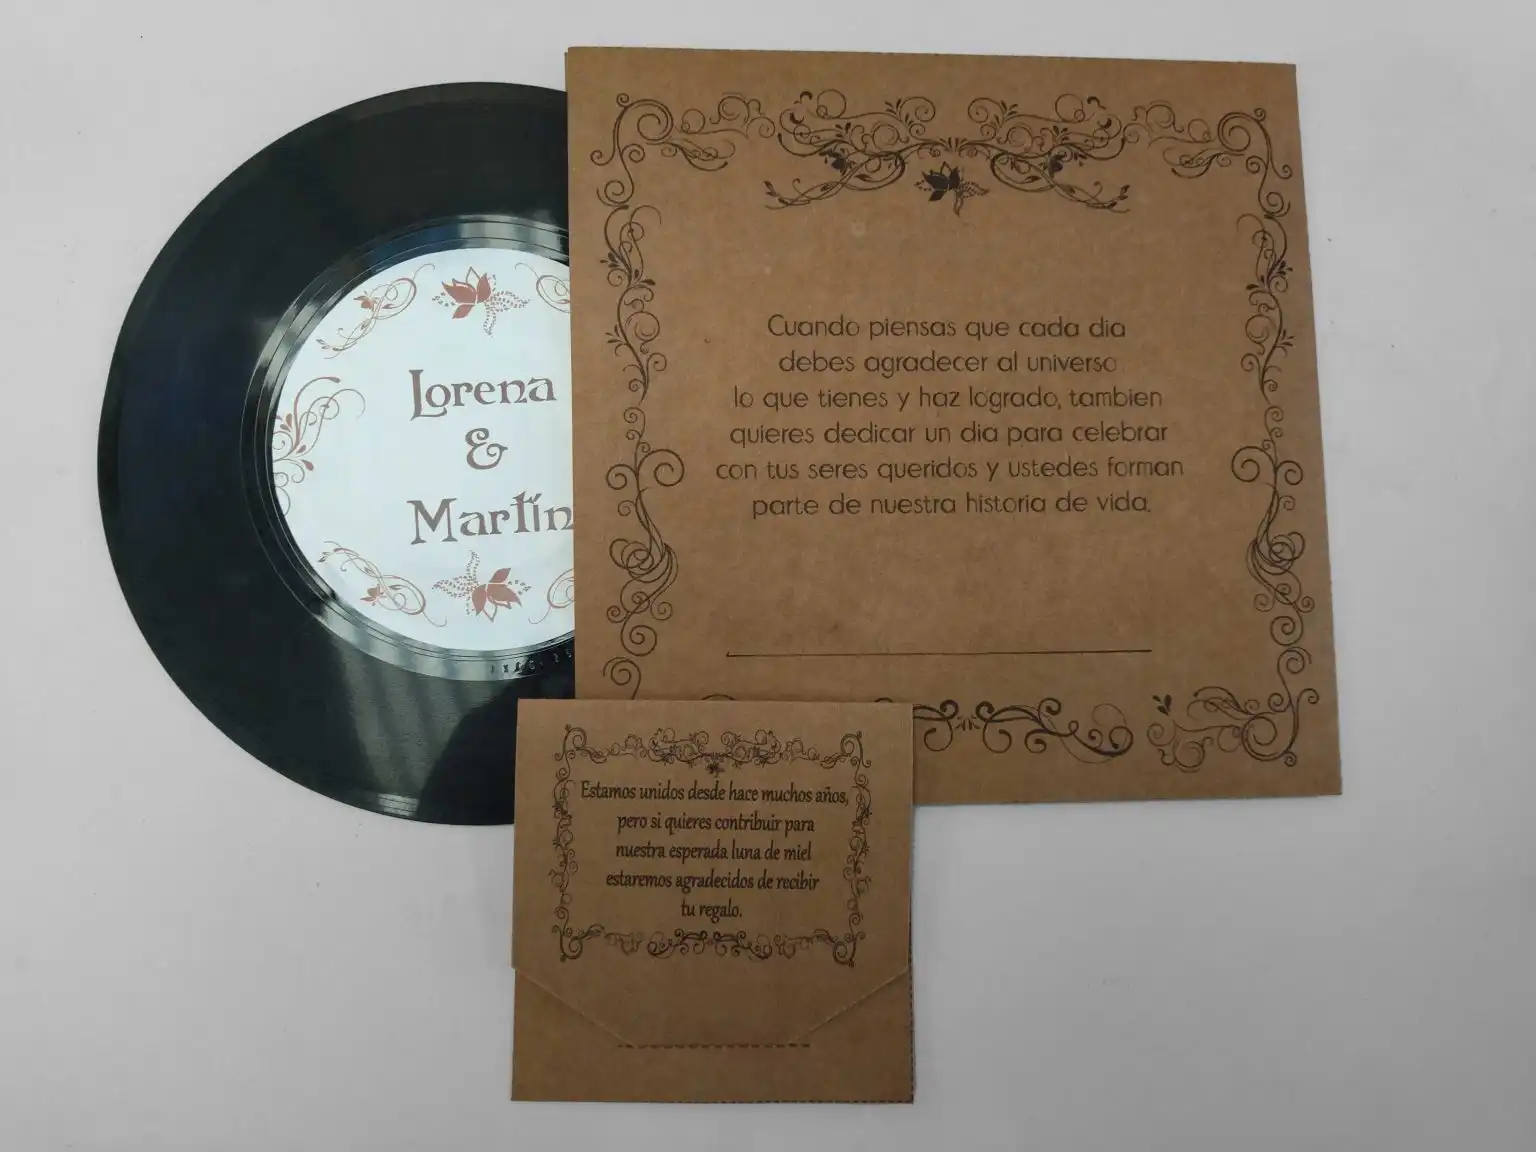 Lorena
&
Martín
Cuando piensas que cada dia
debes agradecer al universo
lo que tienes y haz logrado, tambien
quieres dedicar un dia para celebrar
con tus seres queridos y ustedes forman
parte de nuestra historia de vida.
Estamos unidos desde hace muchos años,
pero si quieres contribuir para
nuestra esperada luna de miel
estaremos agradecidos de recibir
tu regalo.